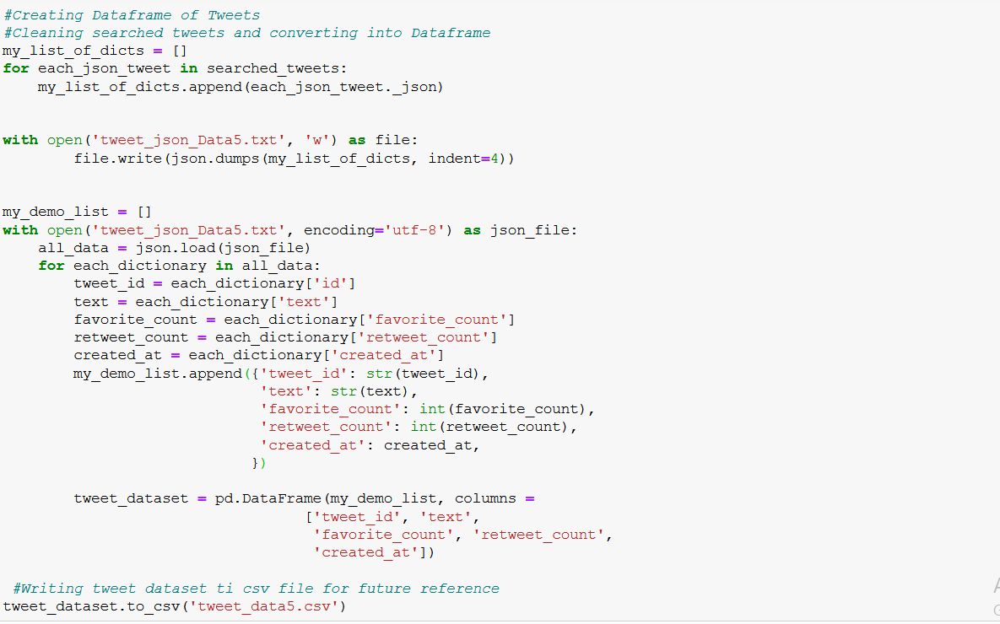 #Creating Dataframe of Tweets
#Cleaning searched tweets and converting into Dataframe
my_list_of_dicts = []
for each_json_tweet in searched_tweets:
    my_list_of_dicts.append(each_json_tweet._json)
with open('tweet_json_Data5.txt', 'w') as file:
        file.write(json.dumps(my_list_of_dicts, indent=4))
my_demo_list = []
with open('tweet_json_Data5.txt', encoding='utf-8') as json_file:
    all_data = json.load(json_file)
    for each_dictionary in all_data:
        tweet_id = each_dictionary['id']
        text = each_dictionary['text']
        favorite_count = each_dictionary['favorite_count']
        retweet_count = each_dictionary['retweet_count']
        created_at = each_dictionary['created_at']
        my_demo_list.append({'tweet_id': str(tweet_id),
                             'text': str(text),
                             'favorite_count': int(favorite_count),
                             'retweet_count': int(retweet_count),
                             'created_at': created_at,
                            })
        tweet_dataset = pd.DataFrame(my_demo_list, columns =
                                  ['tweet_id', 'text',
                                   'favorite_count', 'retweet_count',
                                   'created_at'])
 #Writing tweet dataset ti csv file for future reference
tweet_dataset.to_csv('tweet_data5.csv')